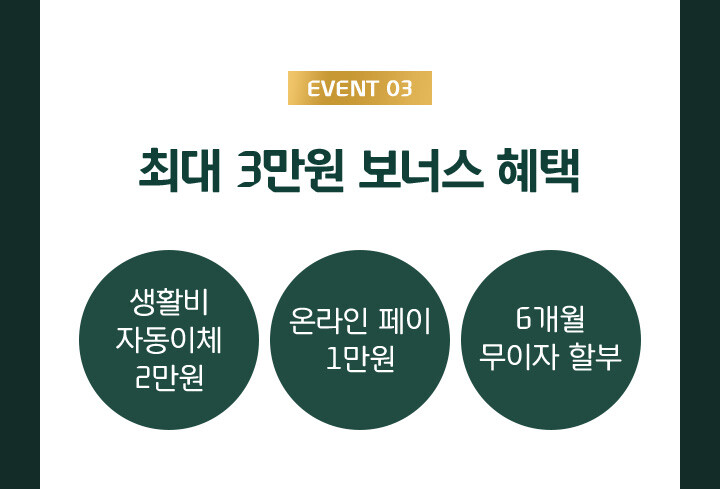 EVENT 03
최대 3만원 보너스 혜택
생활비
자동이체
2만원
온라인 페이
1만원
6개월
무이자 할부